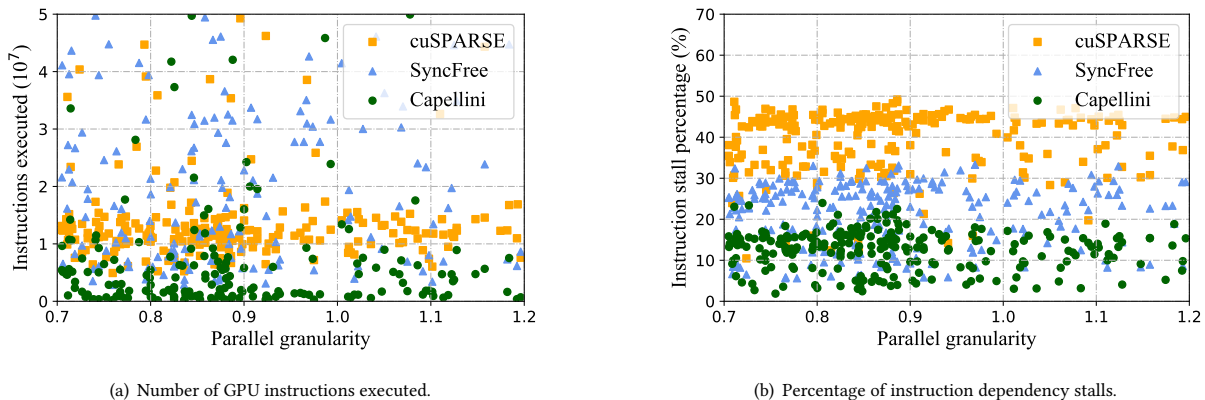 5
4
3
2
1
0
Instructions executed (10^7)
cuSPARSE
SyncFree
Capellini
0.7 0.8 0.9 1.0 1.1 1.2
Parallel granularity
(a) Number of GPU instructions executed.
70
60
50
40
30
20
10
0
Instruction stall percentage (%)
cuSPARSE
SyncFree
Capellini
0.7 0.8 0.9 1.0 1.1 1.2
Parallel granularity
(b) Percentage of instruction dependency stalls.